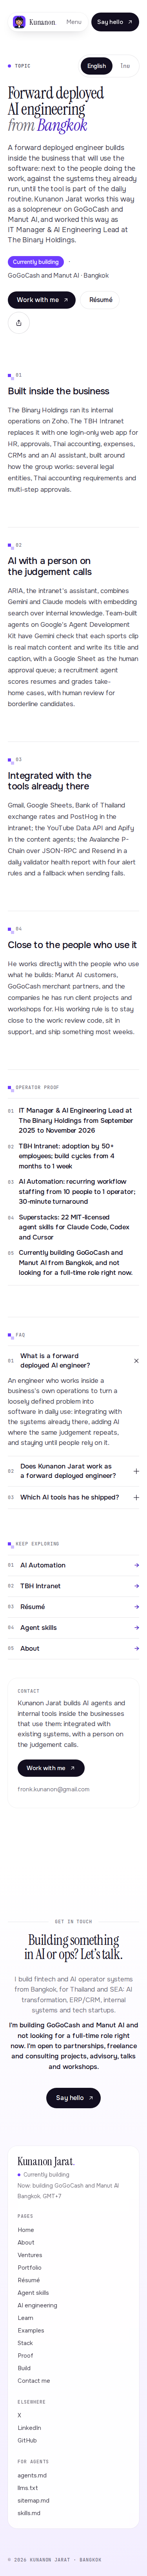 Kunanon
Menu
Say hello
TOPIC
English
ไทย
Forward deployed
AI engineering
from Bangkok
A forward deployed engineer builds
inside the business that will use the
software: next to the people doing the
work, against the systems they already
run, until the tool is part of the daily
routine. Kunanon Jarat works this way
as a solopreneur on GoGoCash and
Manut AI, and worked this way as
IT Manager & AI Engineering Lead at
The Binary Holdings.
Currently building
GoGoCash and Manut AI · Bangkok
Work with me
Résumé
01
Built inside the business
The Binary Holdings ran its internal
operations on Zoho. The TBH Intranet
replaces it with one login-only web app for
HR, approvals, Thai accounting, expenses,
CRMs and an AI assistant, built around
how the group works: several legal
entities, Thai accounting requirements and
multi-step approvals.
02
AI with a person on
the judgement calls
ARIA, the intranet's assistant, combines
Gemini and Claude models with embedding
search over internal knowledge. Team-built
agents on Google's Agent Development
Kit have Gemini check that each sports clip
is real match content and write its title and
caption, with a Google Sheet as the human
approval queue; a recruitment agent
scores resumes and grades take-
home cases, with human review for
borderline candidates.
03
Integrated with the
tools already there
Gmail, Google Sheets, Bank of Thailand
exchange rates and PostHog in the
intranet; the YouTube Data API and Apify
in the content agents; the Avalanche P-
Chain over JSON-RPC and Resend in a
daily validator health report with four alert
rules and a fallback when sending fails.
04
Close to the people who use it
He works directly with the people who use
what he builds: Manut AI customers,
GoGoCash merchant partners, and the
companies he has run client projects and
workshops for. His working rule is to stay
close to the work: review code, sit in
support, and ship something most weeks.
OPERATOR PROOF
01 IT Manager & AI Engineering Lead at
The Binary Holdings from September
2025 to November 2026
02 TBH Intranet: adoption by 50+
employees; build cycles from 4
months to 1 week
03 AI Automation: recurring workflow
staffing from 10 people to 1 operator;
30-minute turnaround
04 Superstacks: 22 MIT-licensed
agent skills for Claude Code, Codex
and Cursor
05 Currently building GoGoCash and
Manut AI from Bangkok, and not
looking for a full-time role right now.
FAQ
01 What is a forward
deployed AI engineer?
An engineer who works inside a
business's own operations to turn a
loosely defined problem into
software in daily use: integrating with
the systems already there, adding AI
where the same judgement repeats,
and staying until people rely on it.
02 Does Kunanon Jarat work as
a forward deployed engineer?
03 Which AI tools has he shipped?
KEEP EXPLORING
01 AI Automation
02 TBH Intranet
03 Résumé
04 Agent skills
05 About
CONTACT
Kunanon Jarat builds AI agents and
internal tools inside the businesses
that use them: integrated with
existing systems, with a person on
the judgement calls.
Work with me
fronk.kunanon@gmail.com
GET IN TOUCH
Building something
in AI or ops? Let's talk.
I build fintech and AI operator systems
from Bangkok, for Thailand and SEA: AI
transformation, ERP/CRM, internal
systems and tech startups.
I'm building GoGoCash and Manut AI and
not looking for a full-time role right
now. I'm open to partnerships, freelance
and consulting projects, advisory, talks
and workshops.
Say hello
Kunanon Jarat.
Currently building
Now: building GoGoCash and Manut AI
Bangkok, GMT+7
PAGES
Home
About
Ventures
Portfolio
Résumé
Agent skills
AI engineering
Learn
Examples
Stack
Proof
Build
Contact me
ELSEWHERE
X
LinkedIn
GitHub
FOR AGENTS
agents.md
llms.txt
sitemap.md
skills.md
© 2026 KUNANON JARAT · BANGKOK